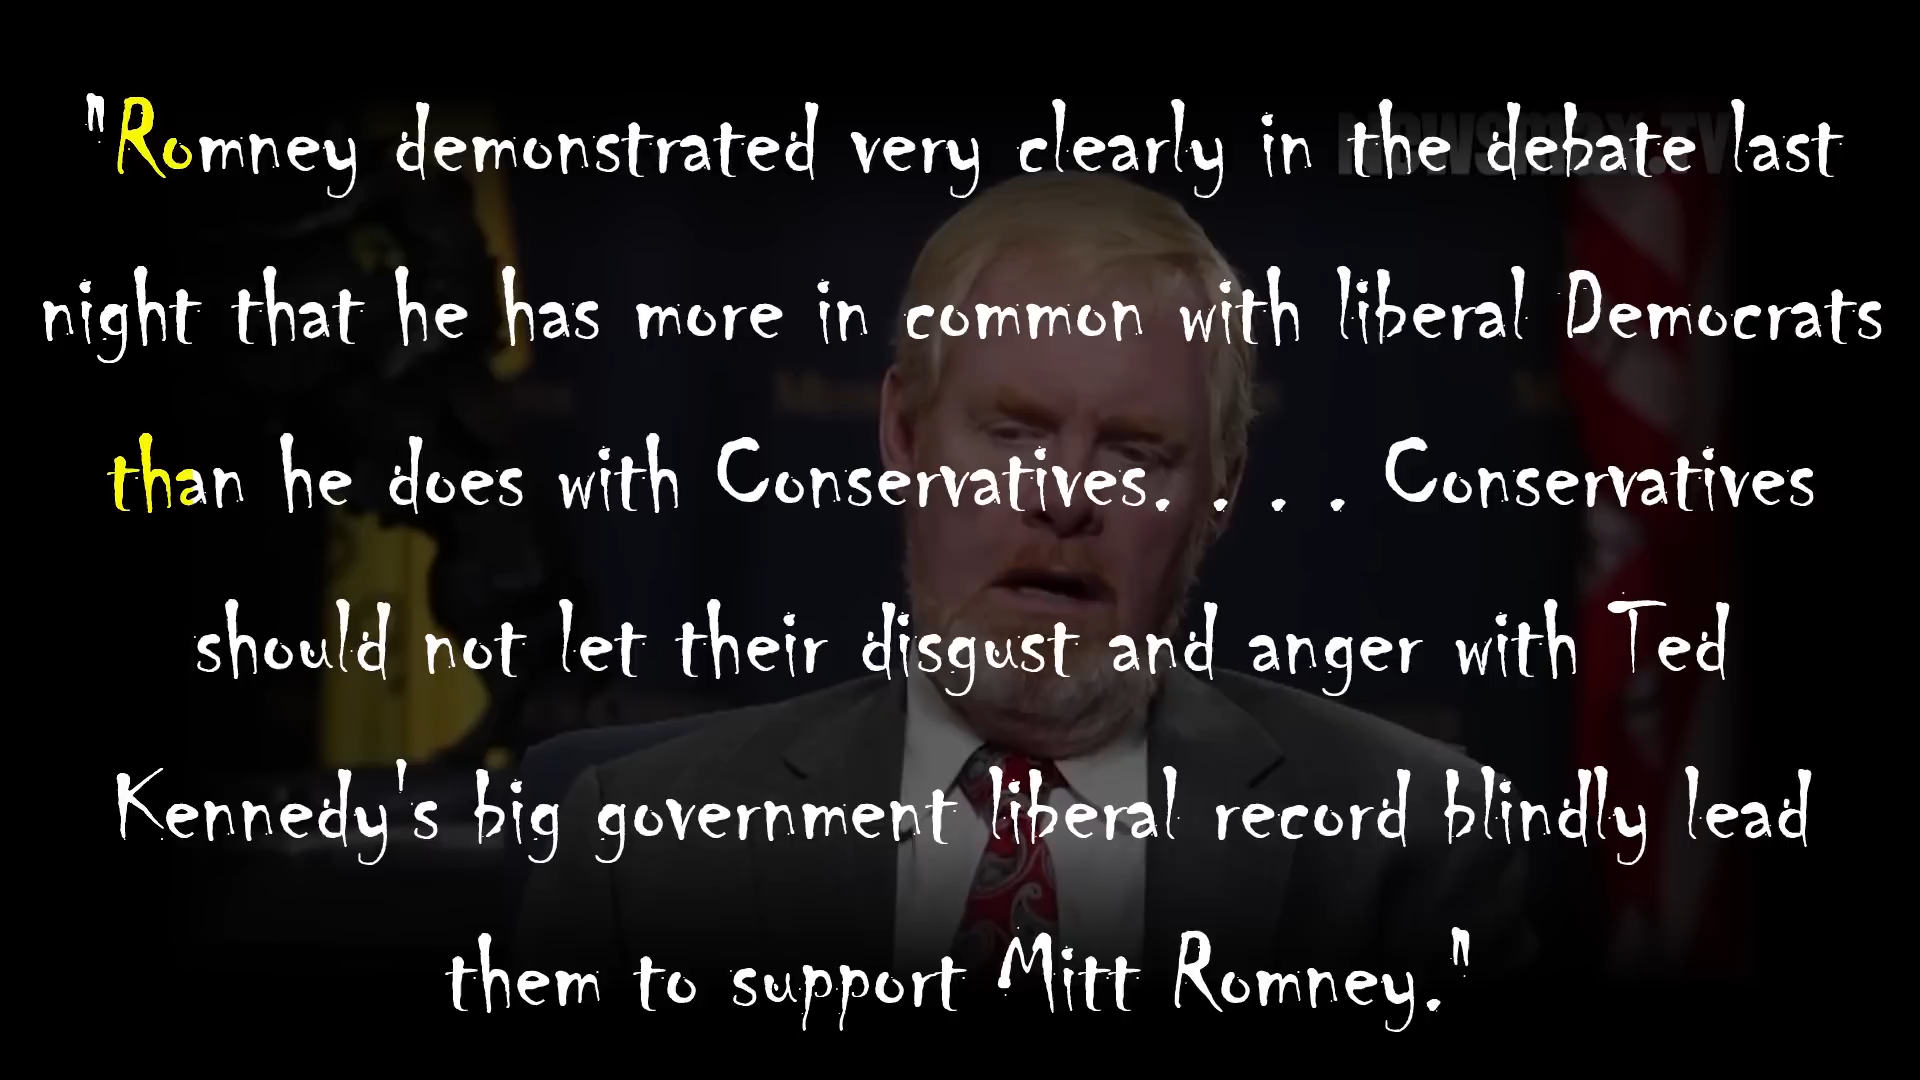 NEWSMAX.TV
"Romney demonstrated very clearly in the debate last
night that he has more in common with liberal Democrats
than he does with Conservatives. . . . Conservatives
should not let their disgust and anger with Ted
Kennedy's big government liberal record blindly lead
them to support Mitt Romney."